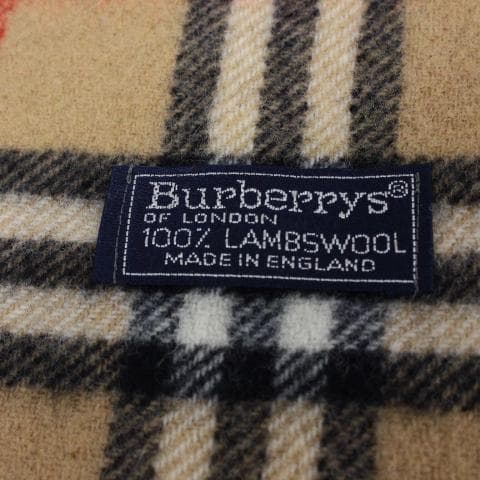 Burberrys®
OF LONDON
100% LAMBSWOOL
MADE IN ENGLAND